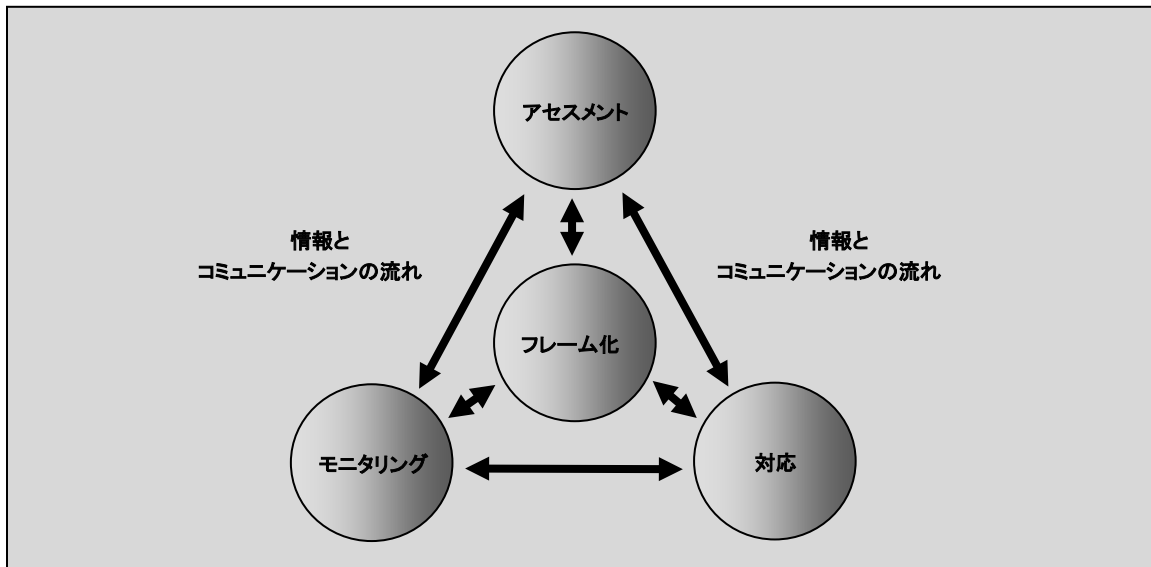 アセスメント
情報と
コミュニケーションの流れ
情報と
コミュニケーションの流れ
フレーム化
モニタリング
対応